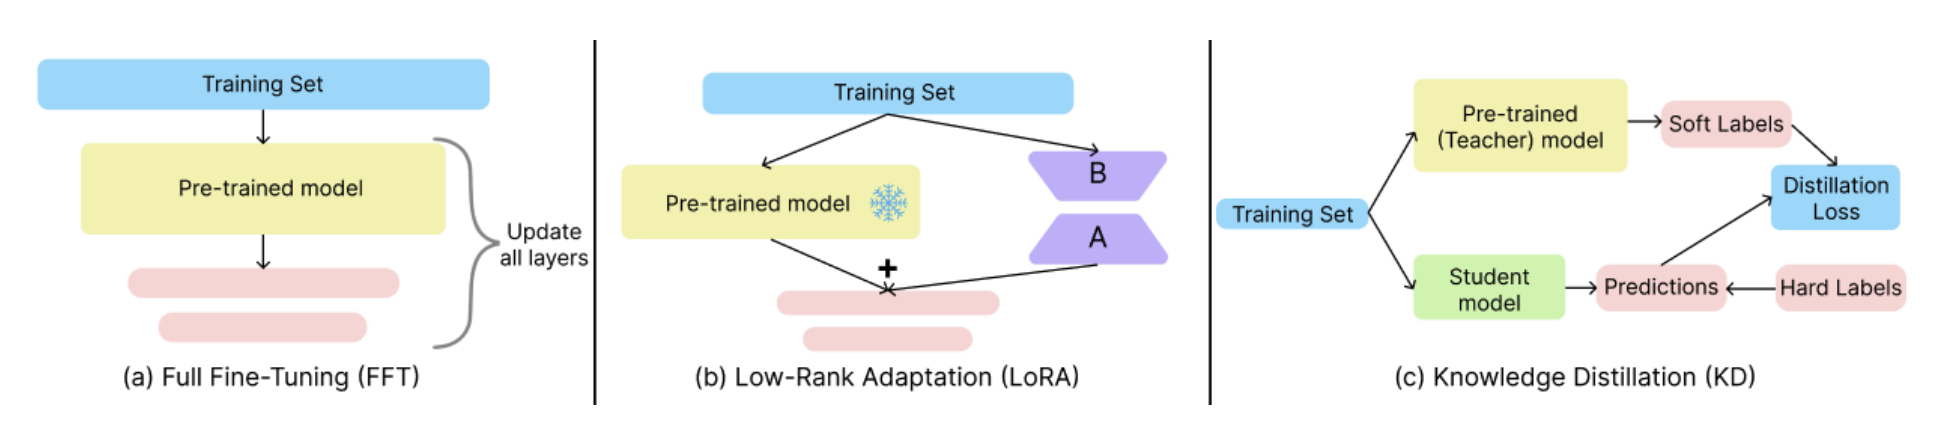 Training Set
Pre-trained model
Update
all layers
(a) Full Fine-Tuning (FFT)
Training Set
Pre-trained model
B
A
+
(b) Low-Rank Adaptation (LoRA)
Training Set
Pre-trained
(Teacher) model
Soft Labels
Distillation
Loss
Student
model
Predictions
Hard Labels
(c) Knowledge Distillation (KD)